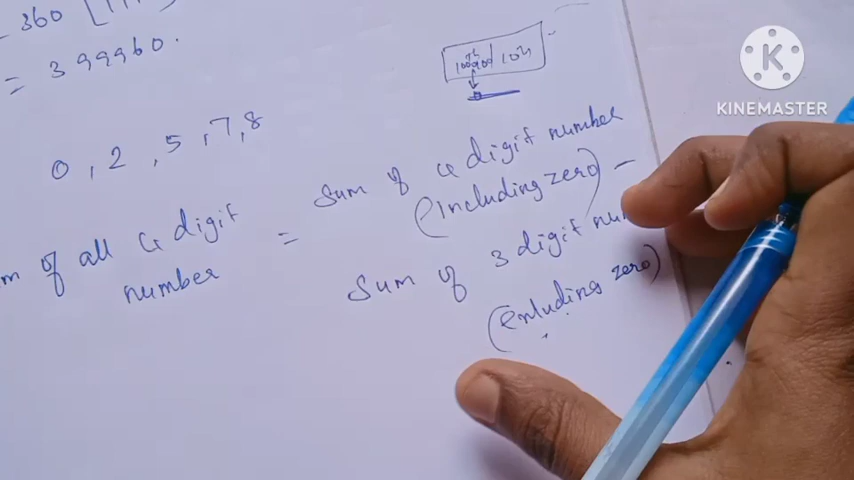 360
= 399960.
0, 2, 5, 7, 8
of all 4 digit
number
=
Sum of 4 digit number
(Including zero) -
Sum of 3 digit
(Excluding zero)
KINEMASTER